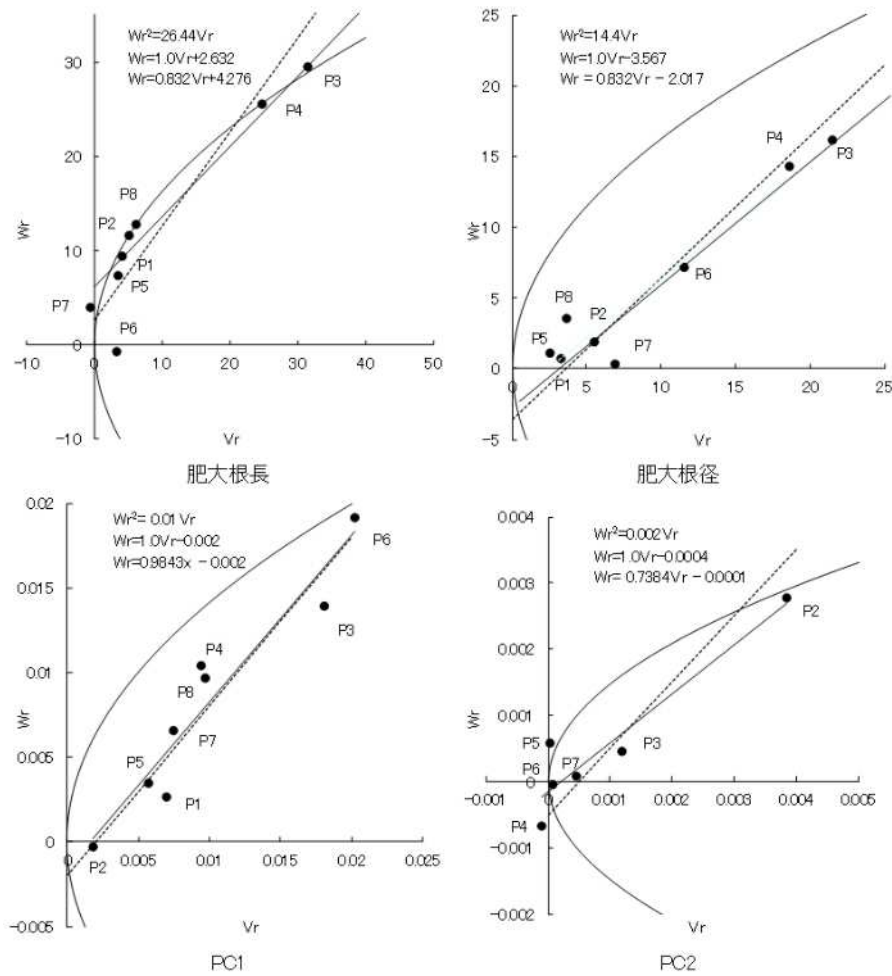 Wr²=26.44Vr
Wr=1.0Vr+2.632
Wr=0.832Vr+4.276
30
20
10
0
-10
-10
0
10
20
30
40
50
Wr
Vr
P3
P4
P8
P2
P1
P5
P7
P6
肥大根長
Wr²=14.4Vr
Wr=1.0Vr-3.567
Wr = 0.832Vr - 2.017
25
20
15
10
5
0
-5
0
5
10
15
20
25
Wr
Vr
P4
P3
P6
P8
P2
P5
P7
P1
肥大根径
Wr²= 0.01Vr
Wr=1.0Vr-0.002
Wr=0.9843x - 0.002
0.02
0.015
0.01
0.005
0
-0.005
0
0.005
0.01
0.015
0.02
0.025
Wr
Vr
P6
P3
P4
P8
P7
P5
P1
P2
PC1
Wr²=0.002Vr
Wr=1.0Vr-0.0004
Wr= 0.7384Vr - 0.0001
0.004
0.003
0.002
0.001
0
-0.001
-0.002
-0.001
0
0.001
0.002
0.003
0.004
0.005
Wr
Vr
P2
P5
P3
P7
P6
P4
PC2